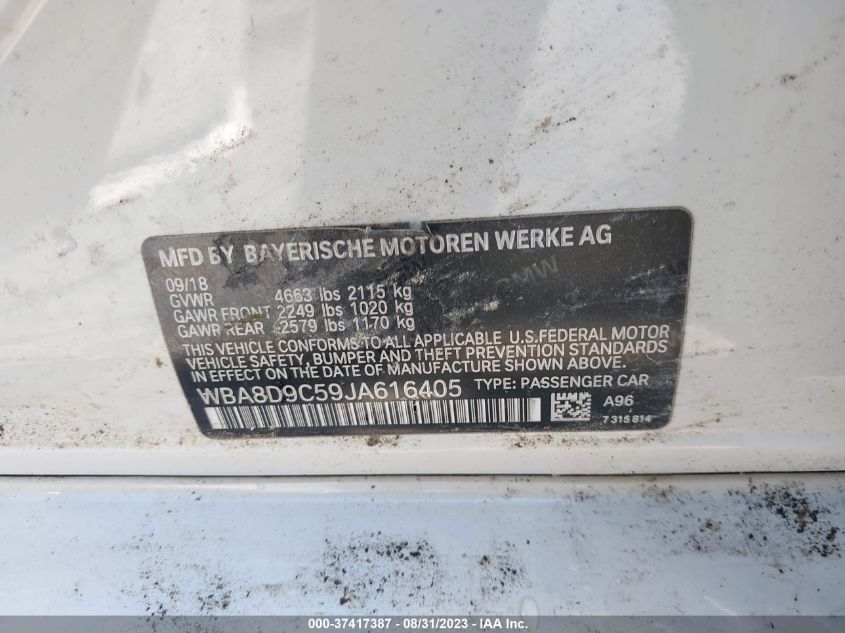 MFD BY BAYERISCHE MOTOREN WERKE AG
09/18
GVWR 4663 lbs 2115 kg
GAWR FRONT 2249 lbs 1020 kg
GAWR REAR 2579 lbs 1170 kg
THIS VEHICLE CONFORMS TO ALL APPLICABLE U.S.FEDERAL MOTOR
VEHICLE SAFETY, BUMPER AND THEFT PREVENTION STANDARDS
IN EFFECT ON THE DATE OF MANUFACTURE SHOWN ABOVE.
WBA8D9C59JA616405 TYPE: PASSENGER CAR
A96
7 315 814
BMW
000-37417387 - 08/31/2023 - IAA Inc.